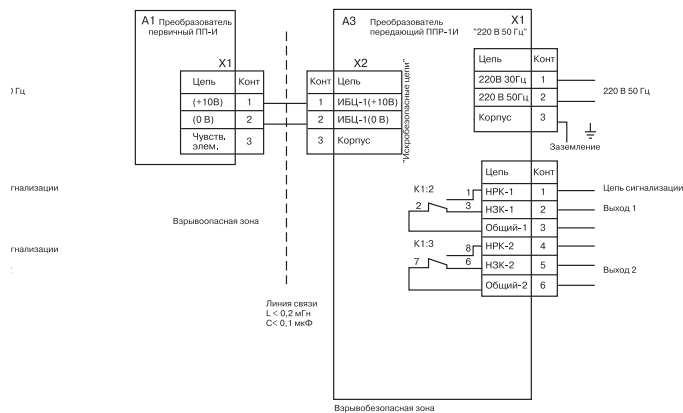 А1 Преобразователь
первичный ПП-И
А3 Преобразователь
передающий ППР-1И
Х1
"220 В 50 Гц"
Х1
Цепь Конт
(+10В) 1
(0 В) 2
Чувств. 3
элем.
Х2
Конт Цепь
1 ИБЦ-1(+10В)
2 ИБЦ-1(0 В)
3 Корпус
"Искробезопасные цепи"
Цепь Конт
220В 30Гц 1
220 В 50Гц 2
Корпус 3
220 В 50 Гц
Заземление
) Гц
гнализации
гнализации
Взрывоопасная зона
Линия связи
L < 0,2 мГн
С< 0,1 мкФ
К1:2
2 1 3
К1:3
7 8 6
Цепь Конт
НРК-1 1
НЗК-1 2
Общий-1 3
НРК-2 4
НЗК-2 5
Общий-2 6
Цепь сигнализации
Выход 1
Выход 2
Взрывобезопасная зона